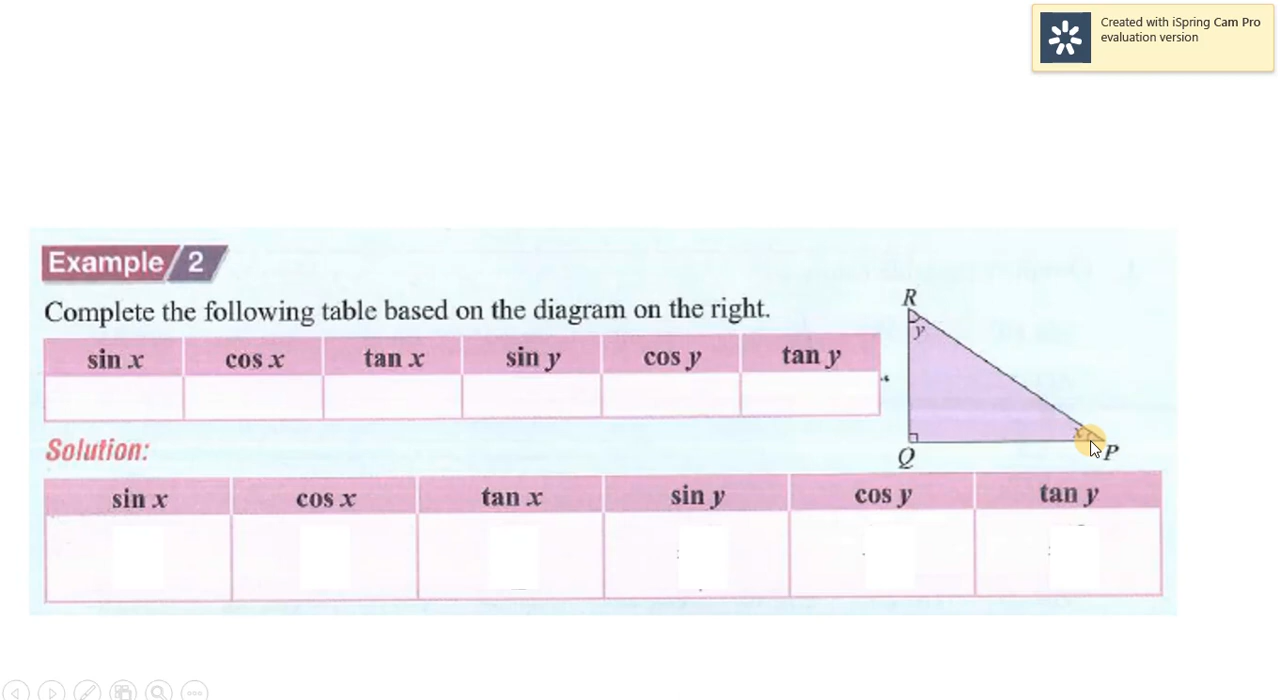 Created with iSpring Cam Pro
evaluation version
Example 2
Complete the following table based on the diagram on the right.
sin x cos x tan x sin y cos y tan y
R
y
x
Q
P
Solution:
sin x cos x tan x sin y cos y tan y